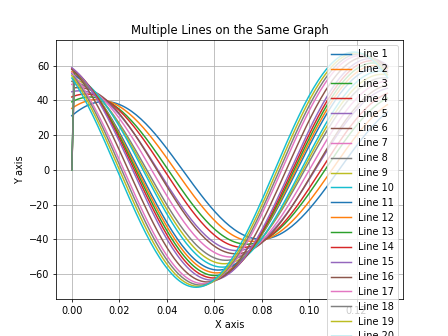 Multiple Lines on the Same Graph
Y axis
60
40
20
0
−20
−40
−60
0.00
0.02
0.04
0.06
0.08
0.10
X axis
Line 1
Line 2
Line 3
Line 4
Line 5
Line 6
Line 7
Line 8
Line 9
Line 10
Line 11
Line 12
Line 13
Line 14
Line 15
Line 16
Line 17
Line 18
Line 19
Line 20